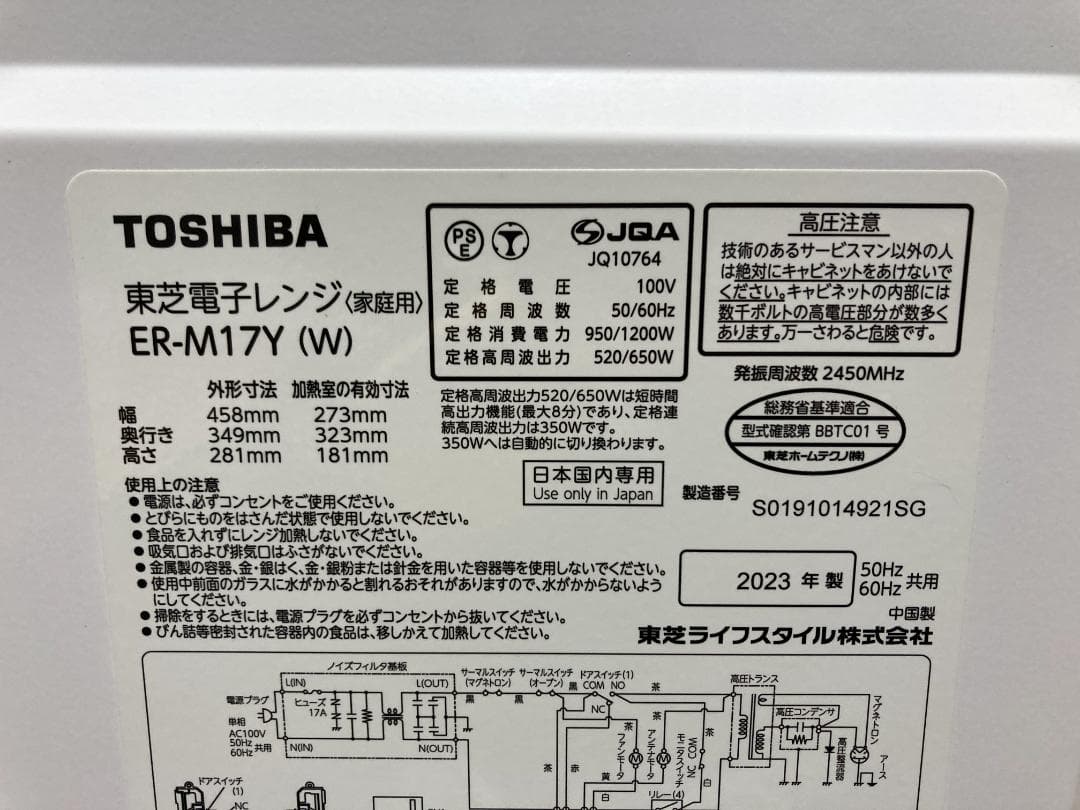 TOSHIBA
東芝電子レンジ〈家庭用〉
ER-M17Y (W)
外形寸法 加熱室の有効寸法
幅 458mm 273mm
奥行き 349mm 323mm
高さ 281mm 181mm
PS
E
JQA
JQ10764
定格電圧 100V
定格周波数 50/60Hz
定格消費電力 950/1200W
定格高周波出力 520/650W
定格高周波出力520/650Wは短時間
高出力機能(最大8分)であり、定格連
続高周波出力は350Wです。
350Wへは自動的に切り換わります。
日本国内専用
Use only in Japan
高圧注意
技術のあるサービスマン以外の人
は絶対にキャビネットをあけないで
ください。キャビネットの内部には
数千ボルトの高電圧部分が数多く
あります。万一さわると危険です。
発振周波数 2450MHz
総務省基準適合
型式確認第 BBTC01 号
東芝ホームテクノ(株)
製造番号 S0191014921SG
2023 年 製
50Hz
60Hz 共用
中国製
東芝ライフスタイル株式会社
使用上の注意
● 電源は、必ずコンセントをご使用ください。
● とびらにものをはさんだ状態で使用しないでください。
● 食品を入れずにレンジ加熱しないでください。
● 吸気口および排気口はふさがないでください。
● 金属製の容器、金・銀はく、金・銀粉または針金を用いた容器等を使用しないでください。
● 使用中前面のガラスに水がかかると割れるおそれがありますので、水がかからないよう
にしてください。
● 掃除をするときには、電源プラグを必ずコンセントから抜いてください。
● びん詰等密封された容器内の食品は、移しかえて加熱してください。
ノイズフィルタ基板
L(IN)
L(OUT)
ヒューズ
17A
N(IN)
N(OUT)
電源プラグ
単相
AC100V
50Hz
60Hz 共用
サーマルスイッチ
(マグネトロン)
サーマルスイッチ
(オーブン)
ドアスイッチ(1)
黒
黒
COM NO
NC
茶
茶
茶
茶
茶
赤
黄
白
白
ファンモータ
アンテナモータ
モニタスイッチ
NC COM
リレー(4)
高圧トランス
高圧コンデンサ
高圧整流器
マグネトロン
アース
M
M
ドアスイッチ
(1)
NC